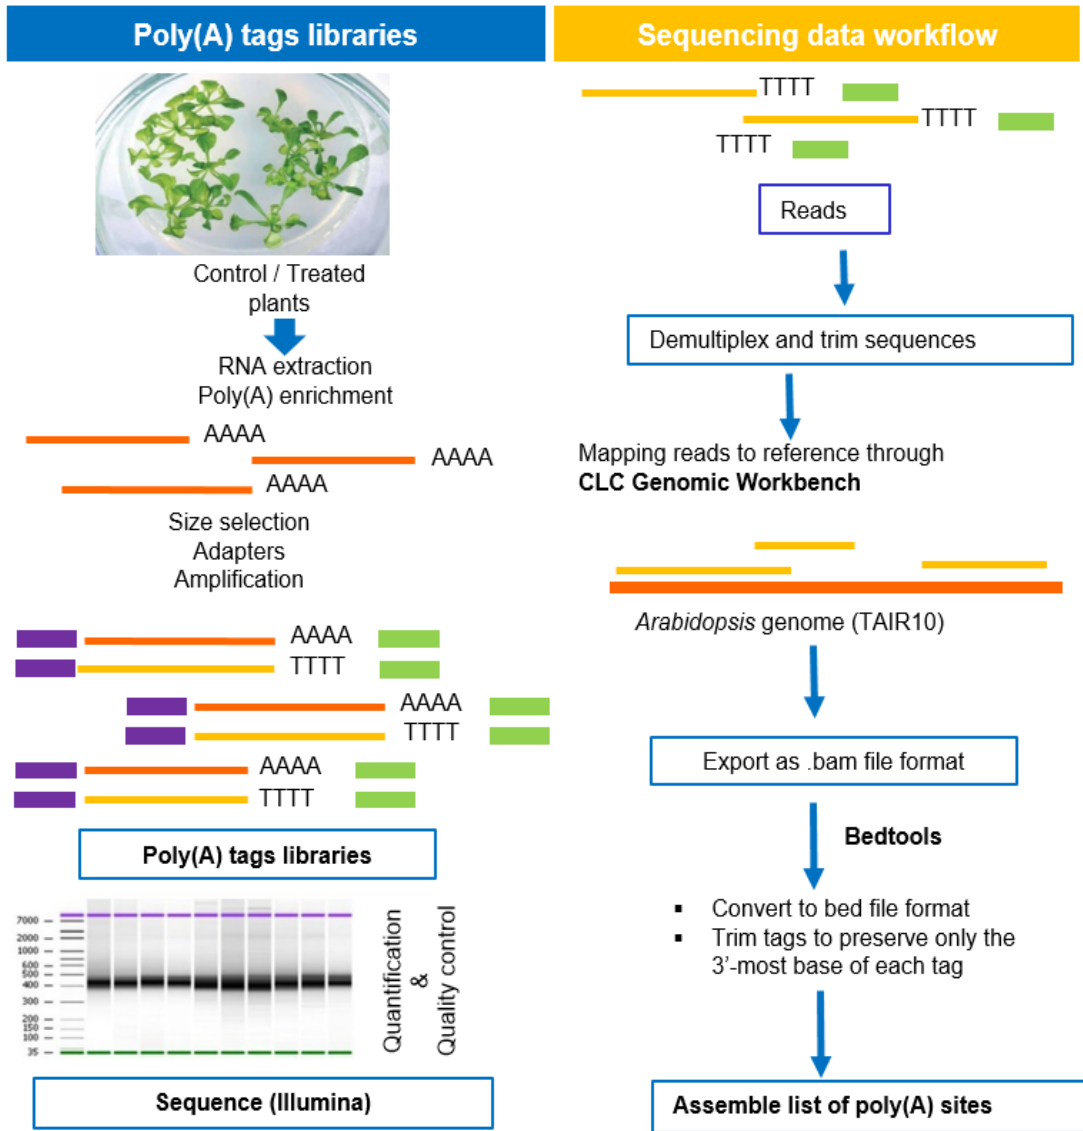 Poly(A) tags libraries
Control / Treated
plants
RNA extraction
Poly(A) enrichment
AAAA
AAAA
AAAA
Size selection
Adapters
Amplification
AAAA
TTTT
AAAA
TTTT
AAAA
TTTT
Poly(A) tags libraries
7000
2000
1000
600
500
400
300
200
150
100
35
Quantification
&
Quality control
Sequence (Illumina)
Sequencing data workflow
TTTT
TTTT
TTTT
Reads
Demultiplex and trim sequences
Mapping reads to reference through
CLC Genomic Workbench
Arabidopsis genome (TAIR10)
Export as .bam file format
Bedtools
▪ Convert to bed file format
▪ Trim tags to preserve only the
3’-most base of each tag
Assemble list of poly(A) sites